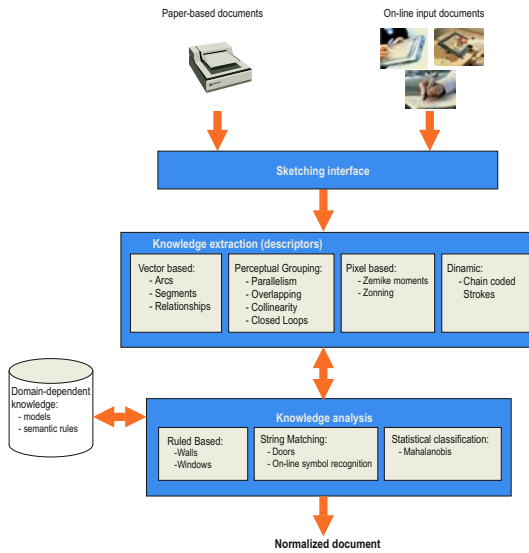 Paper-based documents
On-line input documents
Sketching interface
Knowledge extraction (descriptors)
Vector based:
- Arcs
- Segments
- Relationships
Perceptual Grouping:
- Parallelism
- Overlapping
- Collinearity
- Closed Loops
Pixel based:
- Zernike moments
- Zonning
Dinamic:
- Chain coded
Strokes
Domain-dependent
knowledge:
- models
- semantic rules
Knowledge analysis
Ruled Based:
-Walls
-Windows
String Matching:
- Doors
- On-line symbol recognition
Statistical classification:
- Mahalanobis
Normalized document